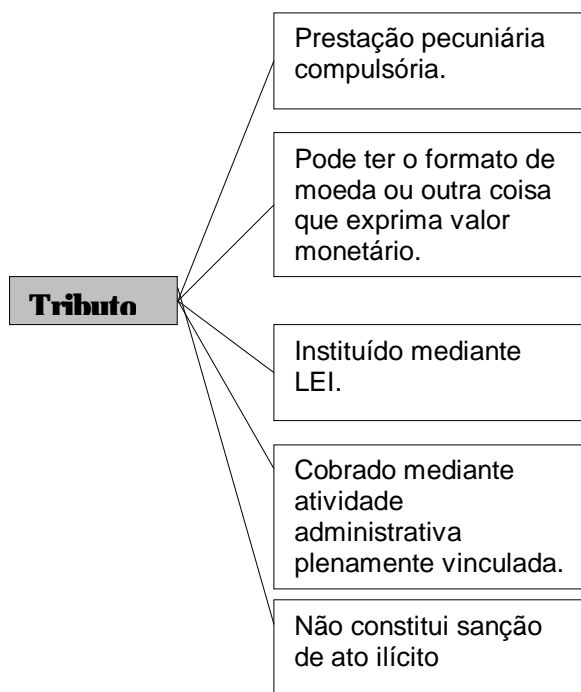 Prestação pecuniária
compulsória.
Pode ter o formato de
moeda ou outra coisa
que exprima valor
monetário.
Tributo
Instituído mediante
LEI.
Cobrado mediante
atividade
administrativa
plenamente vinculada.
Não constitui sanção
de ato ilícito